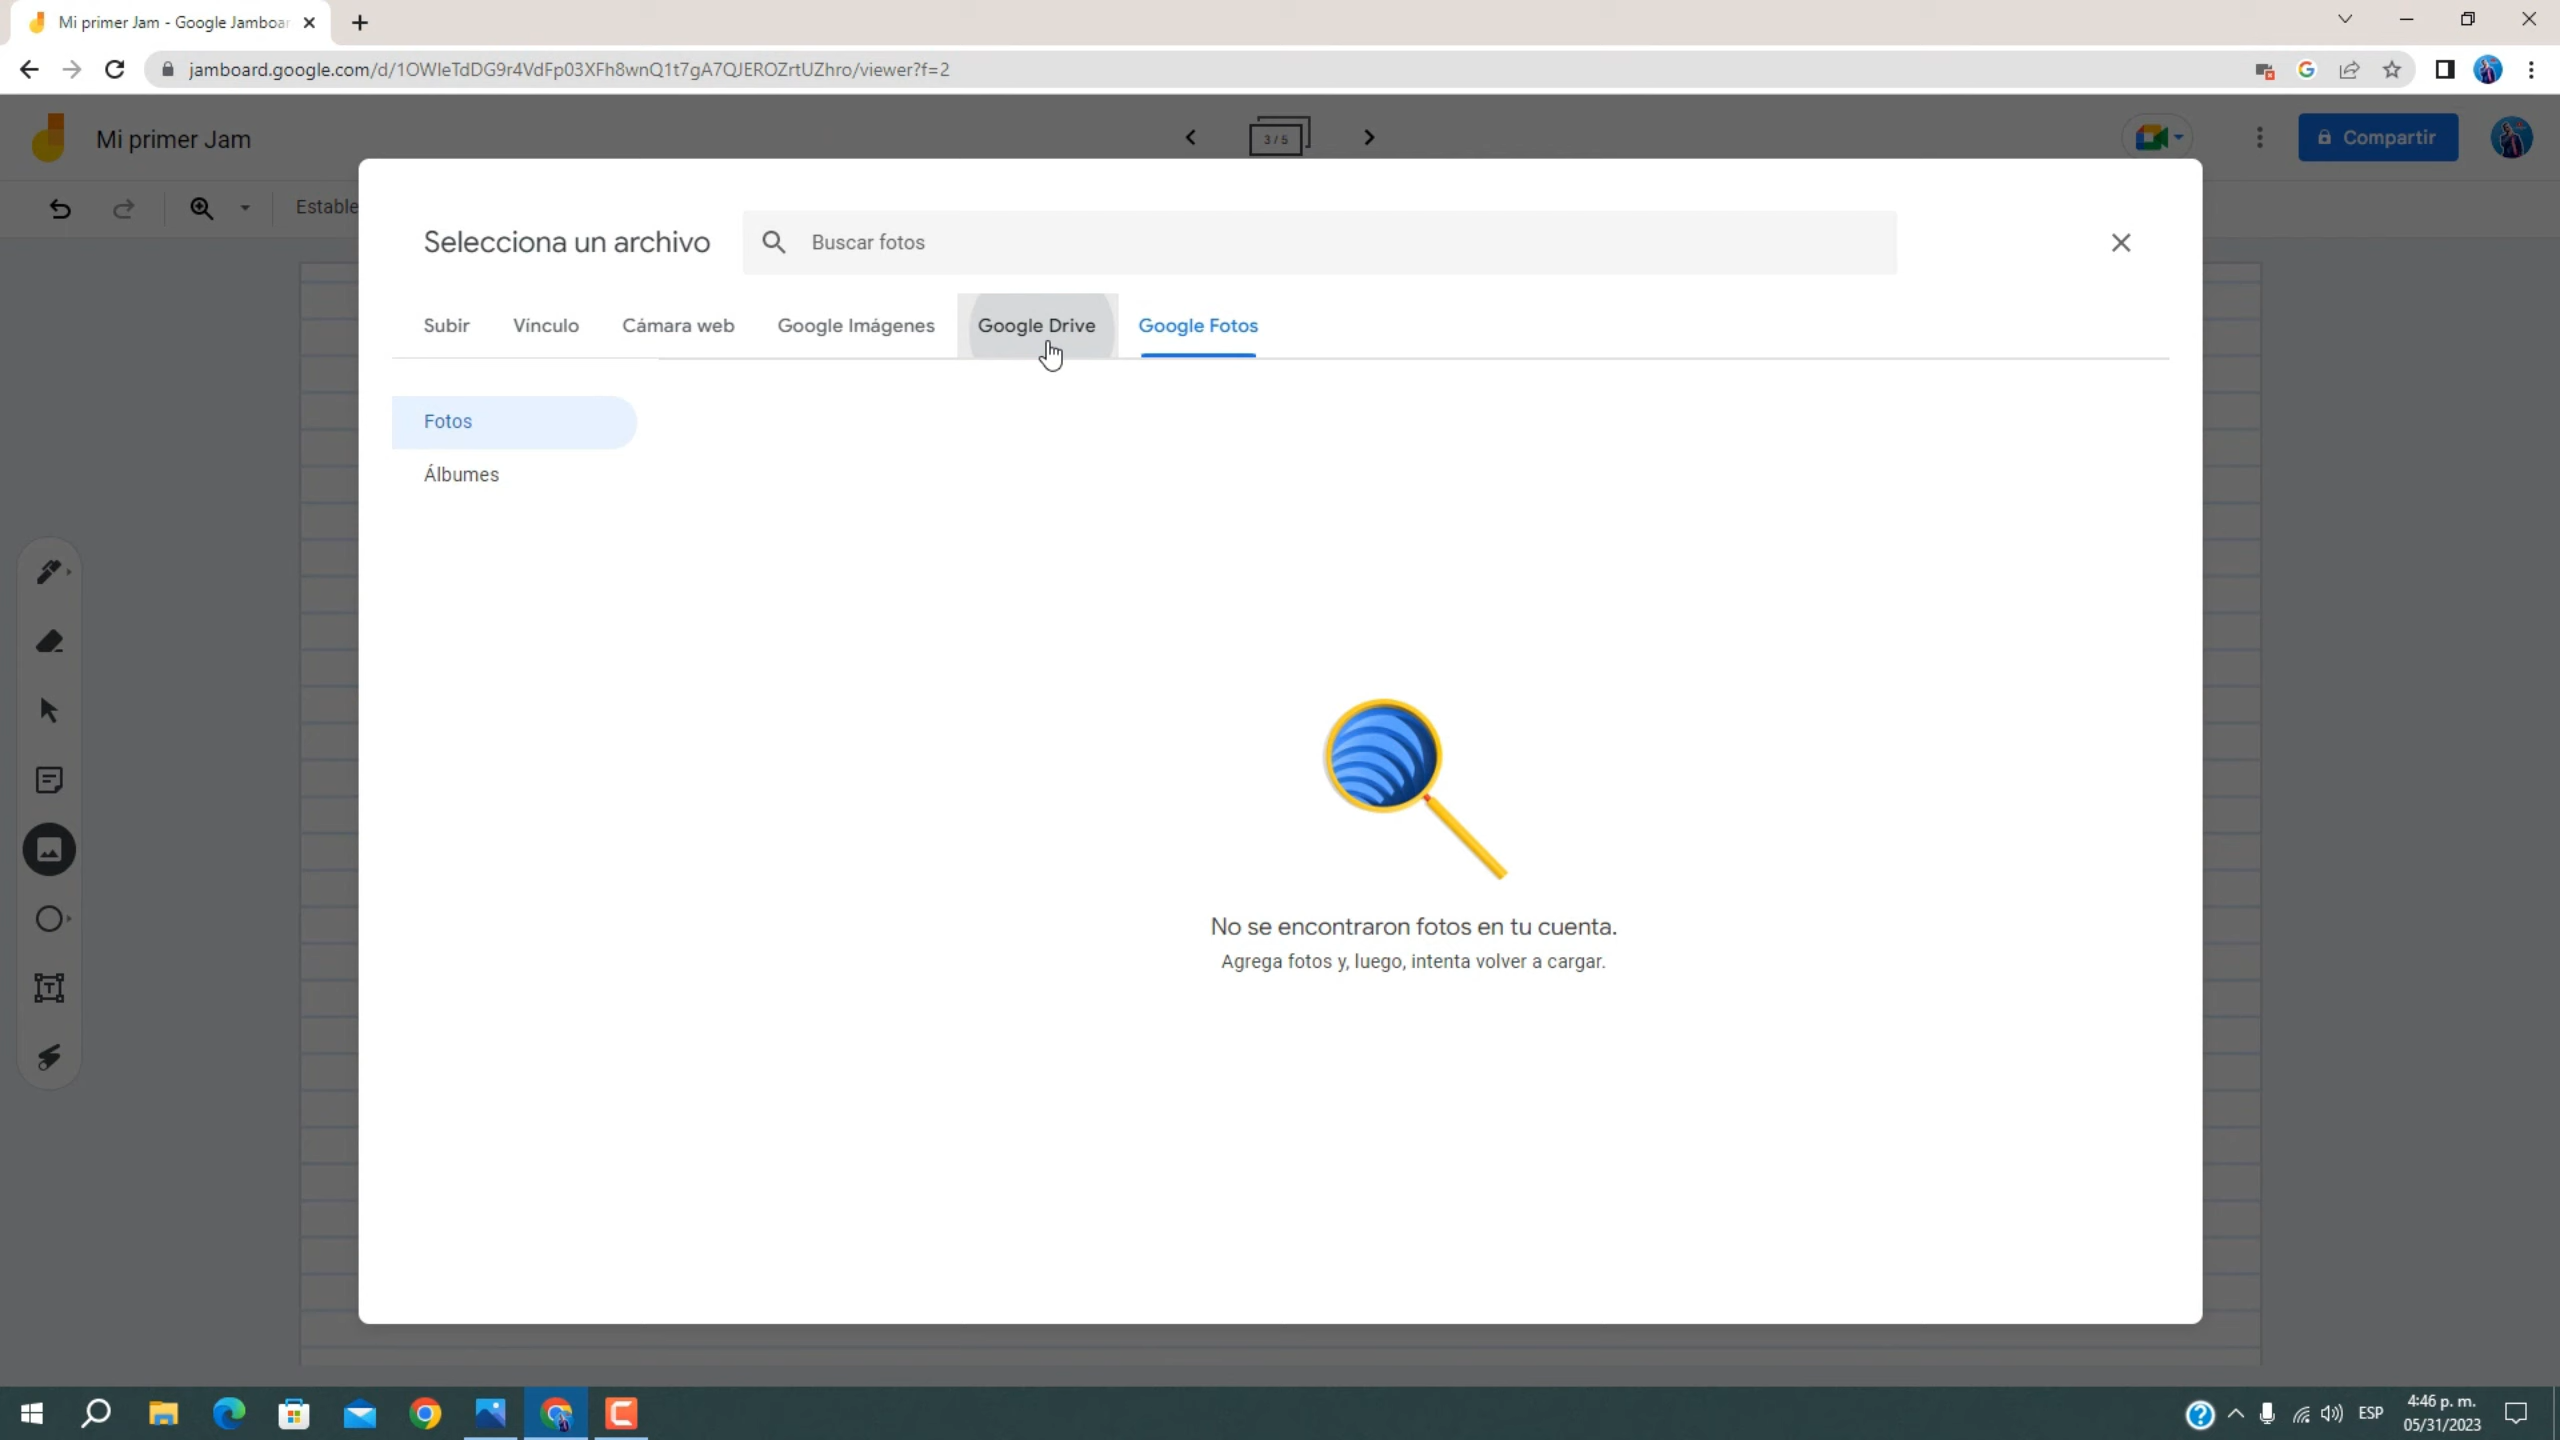 Mi primer Jam - Google Jamboar
jamboard.google.com/d/1OWIeTdDG9r4VdFp03XFh8wnQ1t7gA7QJEROZrtUZhro/viewer?f=2
Mi primer Jam
3 / 5
Compartir
Estable
Selecciona un archivo
Buscar fotos
Subir
Vínculo
Cámara web
Google Imágenes
Google Drive
Google Fotos
Fotos
Álbumes
No se encontraron fotos en tu cuenta.
Agrega fotos y, luego, intenta volver a cargar.
ESP
4:46 p. m.
05/31/2023